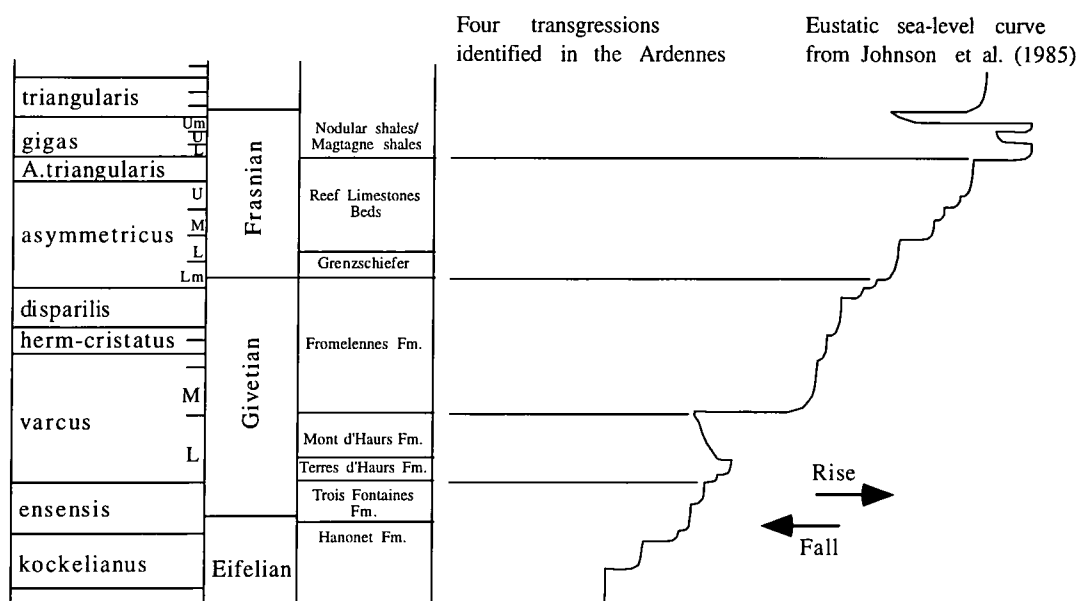 Four transgressions
identified in the Ardennes
Eustatic sea-level curve
from Johnson et al. (1985)
triangularis
gigas
Um
U
L
A.triangularis
asymmetricus
U
M
L
Lm
disparilis
herm-cristatus
varcus
M
L
ensensis
kockelianus
Frasnian
Givetian
Eifelian
Nodular shales/
Magtagne shales
Reef Limestones
Beds
Grenzschiefer
Fromelennes Fm.
Mont d'Haurs Fm.
Terres d'Haurs Fm.
Trois Fontaines
Fm.
Hanonet Fm.
Rise
Fall